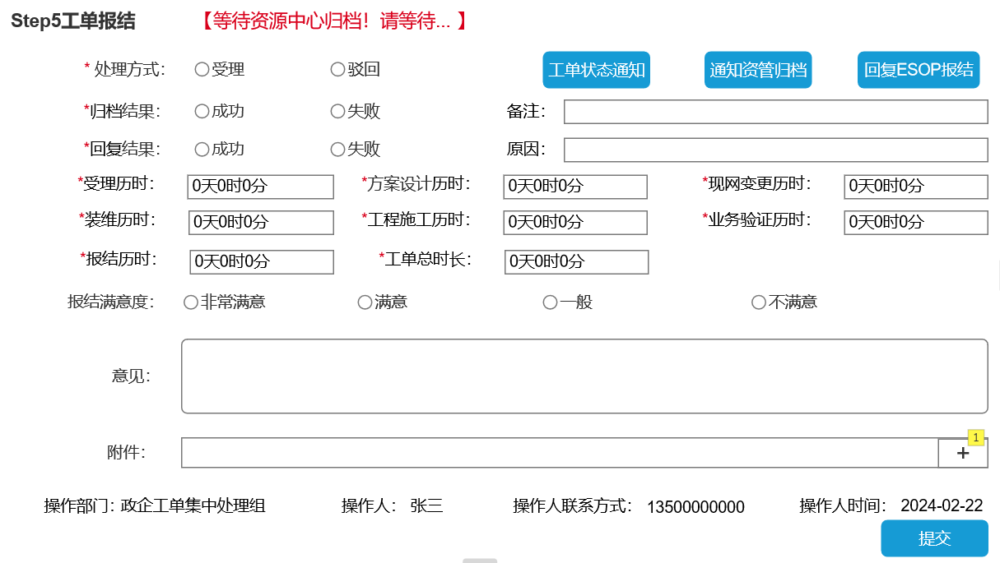 Step5工单报结 【等待资源中心归档！请等待... 】
* 处理方式： 受理 驳回 工单状态通知 通知资管归档 回复ESOP报结
*归档结果： 成功 失败 备注：
*回复结果： 成功 失败 原因：
*受理历时： 0天0时0分 *方案设计历时： 0天0时0分 *现网变更历时： 0天0时0分
*装维历时： 0天0时0分 *工程施工历时： 0天0时0分 *业务验证历时： 0天0时0分
*报结历时： 0天0时0分 *工单总时长： 0天0时0分
报结满意度： 非常满意 满意 一般 不满意
意见：
附件： + 1
操作部门：政企工单集中处理组 操作人： 张三 操作人联系方式： 13500000000 操作人时间： 2024-02-22
提交